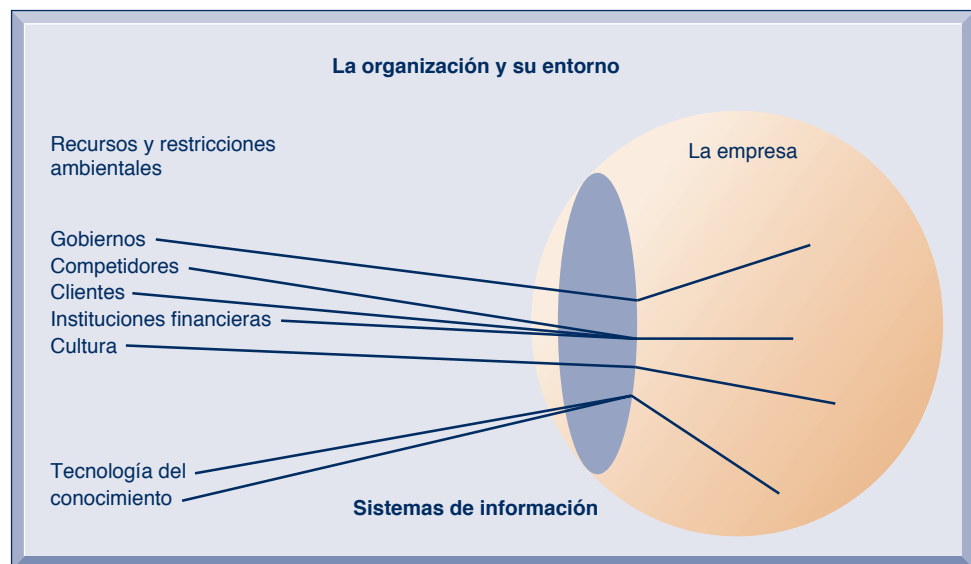 La organización y su entorno
Recursos y restricciones
ambientales
La empresa
Gobiernos
Competidores
Clientes
Instituciones financieras
Cultura
Tecnología del
conocimiento
Sistemas de información